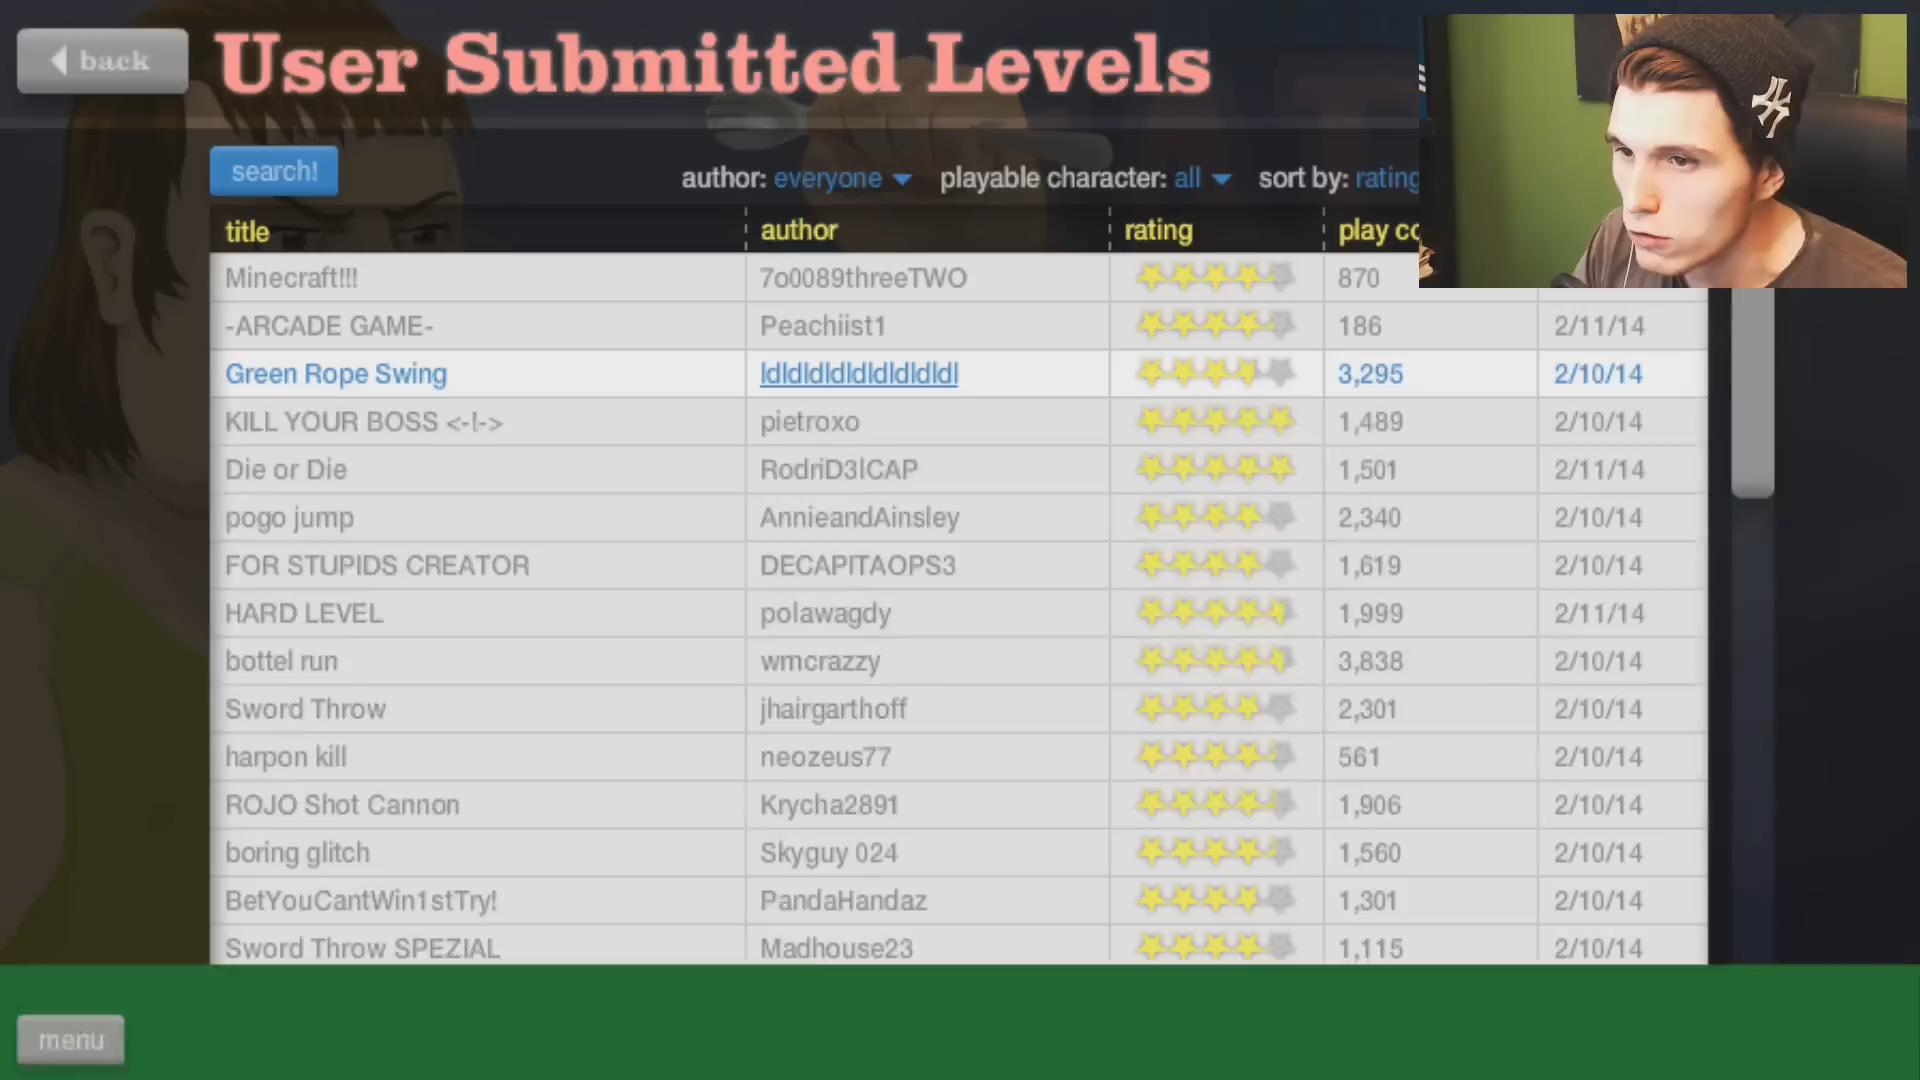 back
User Submitted Levels
search!
author: everyone playable character: all sort by: rating
title author rating play co
Minecraft!!! 7o0089threeTWO 870
-ARCADE GAME- Peachiist1 186 2/11/14
Green Rope Swing ldldldldldldldldldl 3,295 2/10/14
KILL YOUR BOSS <-!-> pietroxo 1,489 2/10/14
Die or Die RodriD3lCAP 1,501 2/11/14
pogo jump AnnieandAinsley 2,340 2/10/14
FOR STUPIDS CREATOR DECAPITAOPS3 1,619 2/10/14
HARD LEVEL polawagdy 1,999 2/11/14
bottel run wmcrazzy 3,838 2/10/14
Sword Throw jhairgarthoff 2,301 2/10/14
harpon kill neozeus77 561 2/10/14
ROJO Shot Cannon Krycha2891 1,906 2/10/14
boring glitch Skyguy 024 1,560 2/10/14
BetYouCantWin1stTry! PandaHandaz 1,301 2/10/14
Sword Throw SPEZIAL Madhouse23 1,115 2/10/14
menu